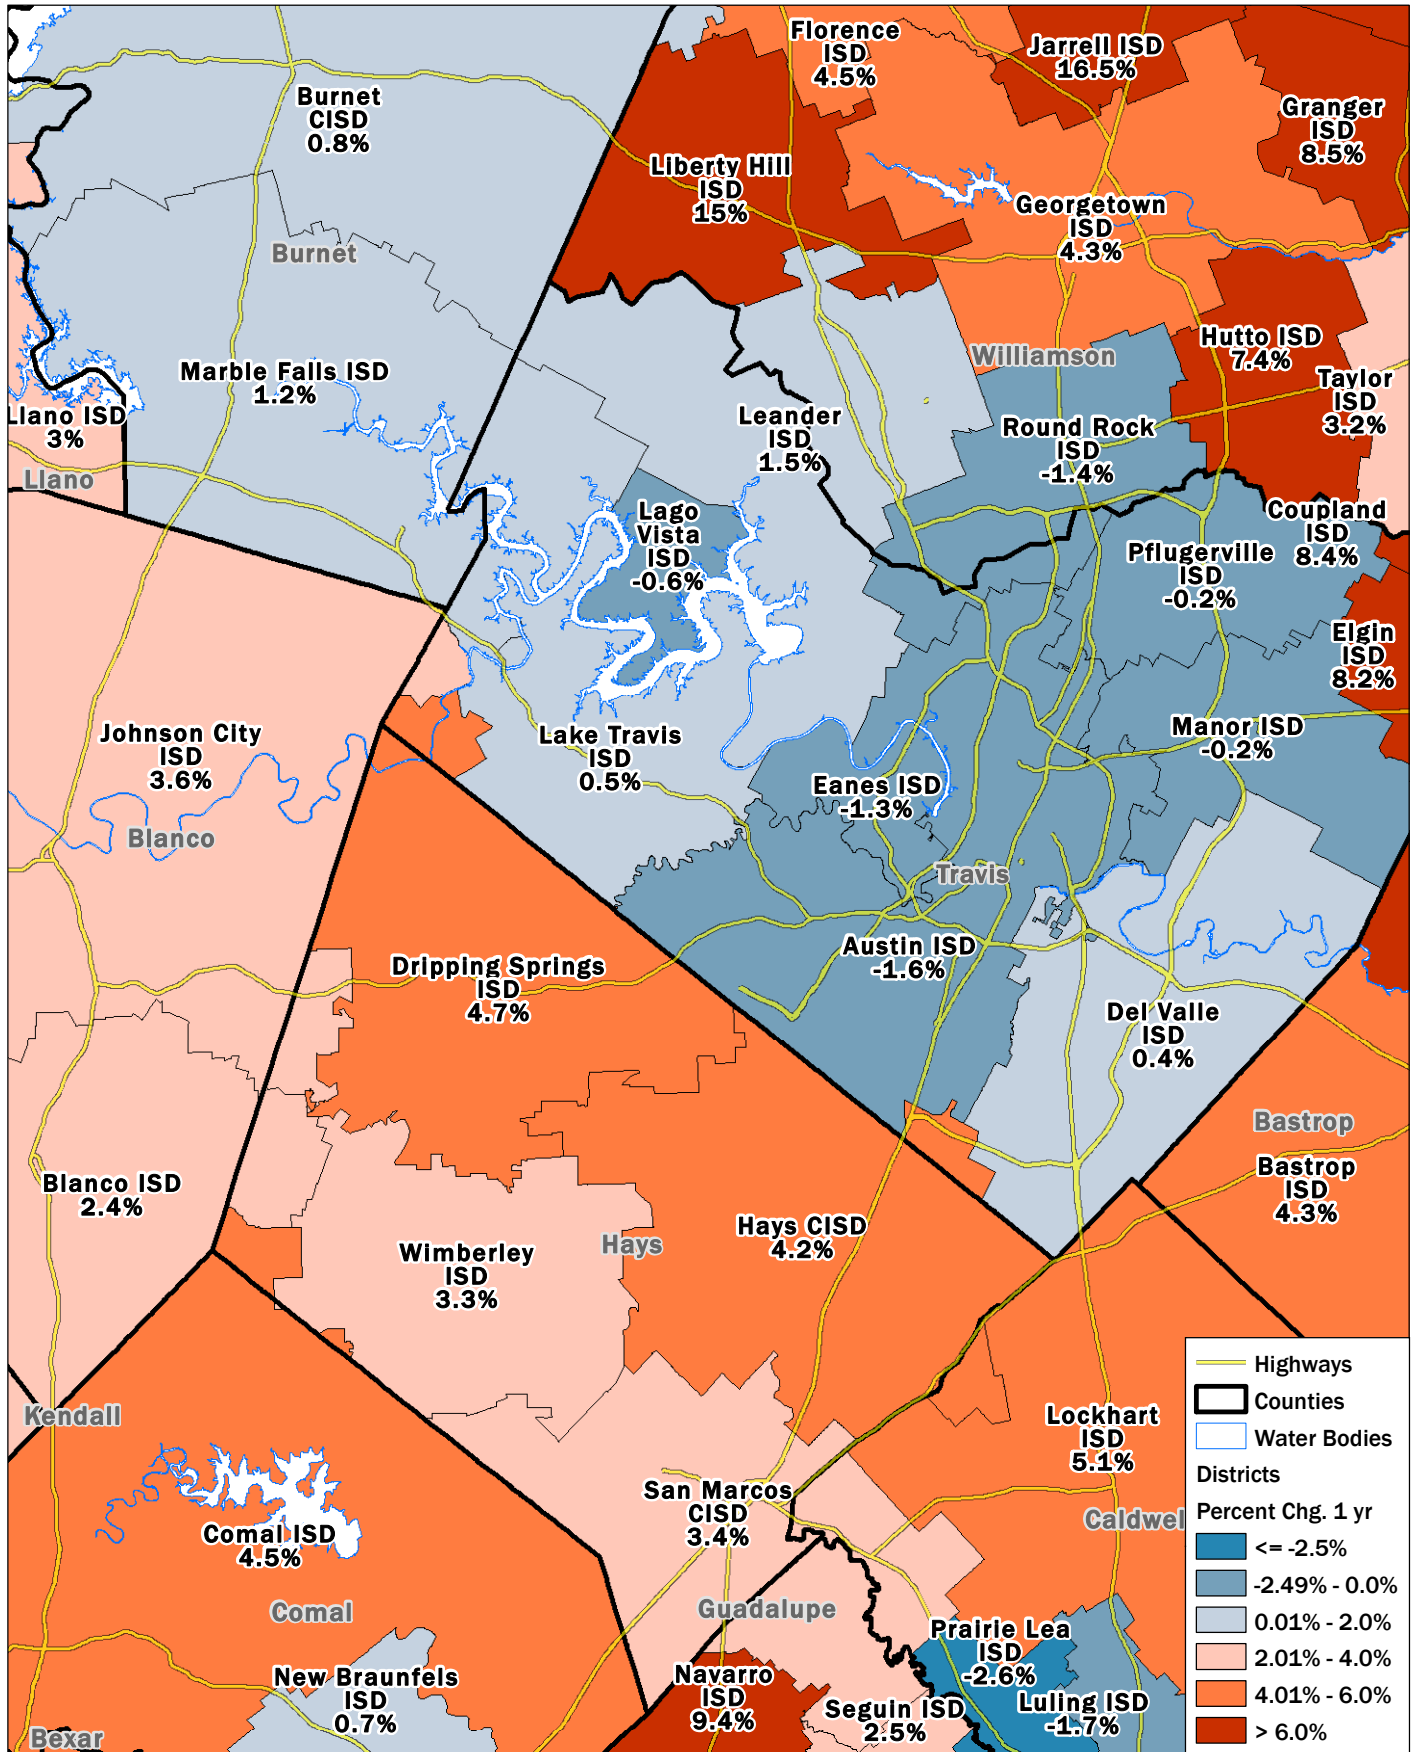 Florence
ISD
4.5%
Jarrell ISD
16.5%
Burnet
CISD
0.8%
Granger
ISD
8.5%
Liberty Hill
ISD
15%
Georgetown
ISD
4.3%
Burnet
Hutto ISD
7.4%
Williamson
Marble Falls ISD
1.2%
Taylor
ISD
3.2%
Llano ISD
3%
Leander
ISD
1.5%
Round Rock
ISD
-1.4%
Llano
Lago
Vista
ISD
-0.6%
Coupland
ISD
8.4%
Pflugerville
ISD
-0.2%
Elgin
ISD
8.2%
Johnson City
ISD
3.6%
Lake Travis
ISD
0.5%
Manor ISD
-0.2%
Eanes ISD
-1.3%
Blanco
Travis
Austin ISD
-1.6%
Dripping Springs
ISD
4.7%
Del Valle
ISD
0.4%
Bastrop
Bastrop
ISD
4.3%
Blanco ISD
2.4%
Hays CISD
4.2%
Hays
Wimberley
ISD
3.3%
Kendall
Lockhart
ISD
5.1%
San Marcos
CISD
3.4%
Caldwel
Comal ISD
4.5%
Comal
Guadalupe
Prairie Lea
ISD
-2.6%
New Braunfels
ISD
0.7%
Navarro
ISD
9.4%
Seguin ISD
2.5%
Luling ISD
-1.7%
Bexar
Highways
Counties
Water Bodies
Districts
Percent Chg. 1 yr
<= -2.5%
-2.49% - 0.0%
0.01% - 2.0%
2.01% - 4.0%
4.01% - 6.0%
> 6.0%